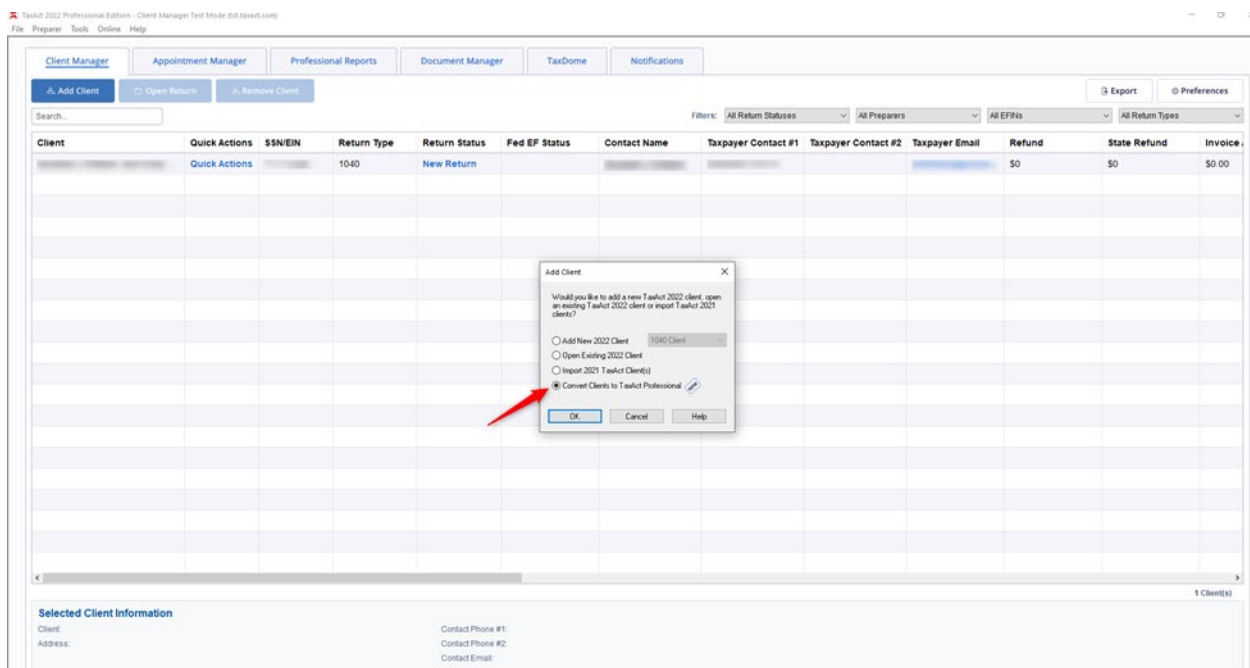 TaxAct 2022 Professional Edition - Client Manager Test Mode (tst.taxact.com)
File Preparer Tools Online Help
Client Manager Appointment Manager Professional Reports Document Manager TaxDome Notifications
Add Client Open Return Remove Client Export Preferences
Search... Filters: All Return Statuses All Preparers All EFINs All Return Types
Client Quick Actions SSN/EIN Return Type Return Status Fed EF Status Contact Name Taxpayer Contact #1 Taxpayer Contact #2 Taxpayer Email Refund State Refund Invoice
Quick Actions 1040 New Return $0 $0 $0.00
Add Client
Would you like to add a new TaxAct 2022 client, open
an existing TaxAct 2022 client or import TaxAct 2021
clients?
Add New 2022 Client 1040 Client
Open Existing 2022 Client
Import 2021 TaxAct Client(s)
Convert Clients to TaxAct Professional NEW
OK Cancel Help
1 Client(s)
Selected Client Information
Client: Contact Phone #1:
Address: Contact Phone #2:
Contact Email: